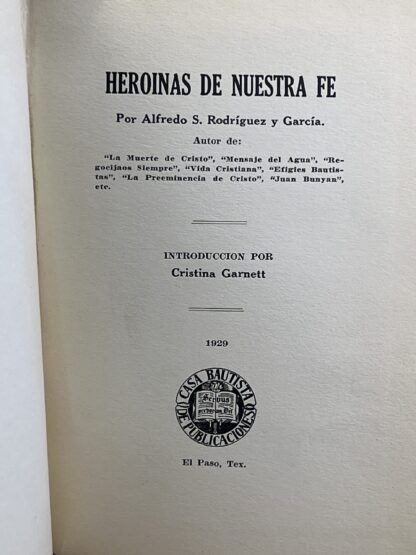 HEROINAS DE NUESTRA FE
Por Alfredo S. Rodríguez y García.
Autor de:
"La Muerte de Cristo", "Mensaje del Agua", "Re-
gocijaos Siempre", "Vida Cristiana", "Efigies Bautis-
tas", "La Preeminencia de Cristo", "Juan Bunyan",
etc.
INTRODUCCION POR
Cristina Garnett
1929
CASA BAUTISTA
DE PUBLICACIONES
El Paso, Tex.